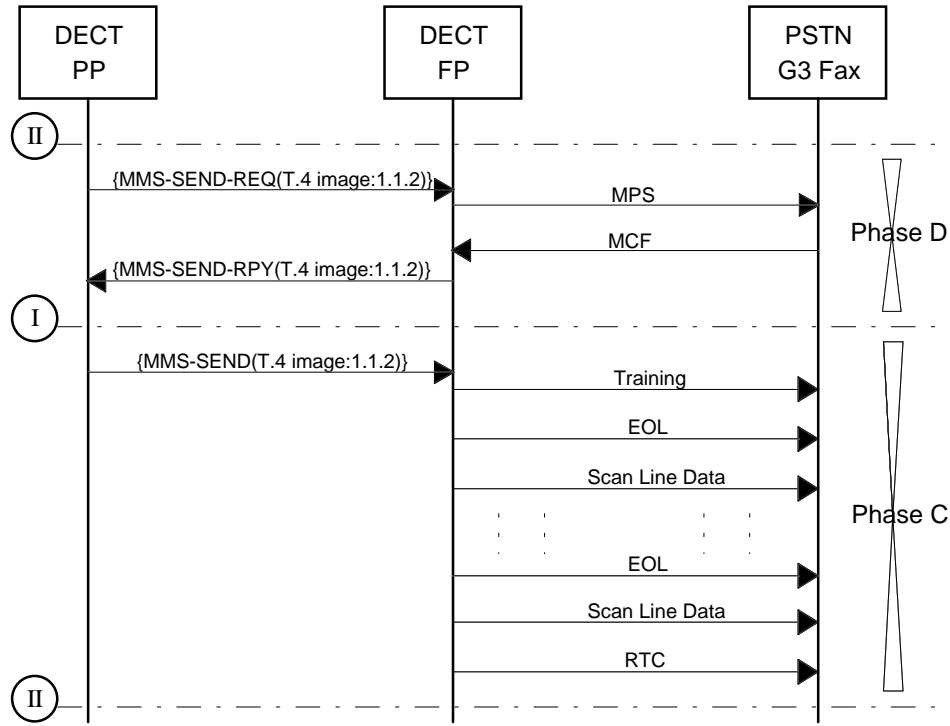 DECT
PP
DECT
FP
PSTN
G3 Fax
II
{MMS-SEND-REQ(T.4 image:1.1.2)}
MPS
MCF
Phase D
{MMS-SEND-RPY(T.4 image:1.1.2)}
I
{MMS-SEND(T.4 image:1.1.2)}
Training
EOL
Scan Line Data
Phase C
EOL
Scan Line Data
RTC
II